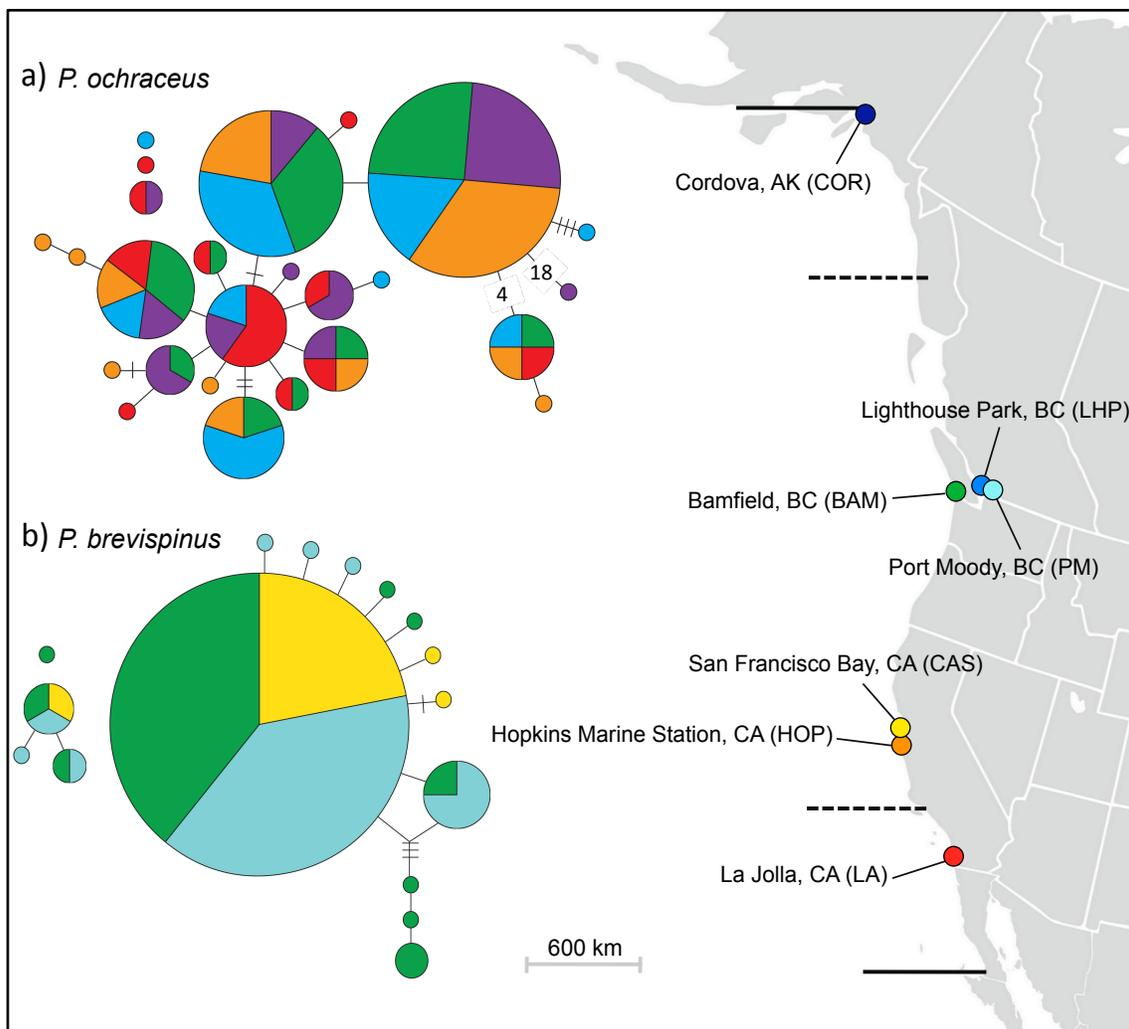 a) P. ochraceus
18
4
b) P. brevispinus
Cordova, AK (COR)
Lighthouse Park, BC (LHP)
Bamfield, BC (BAM)
Port Moody, BC (PM)
San Francisco Bay, CA (CAS)
Hopkins Marine Station, CA (HOP)
La Jolla, CA (LA)
600 km